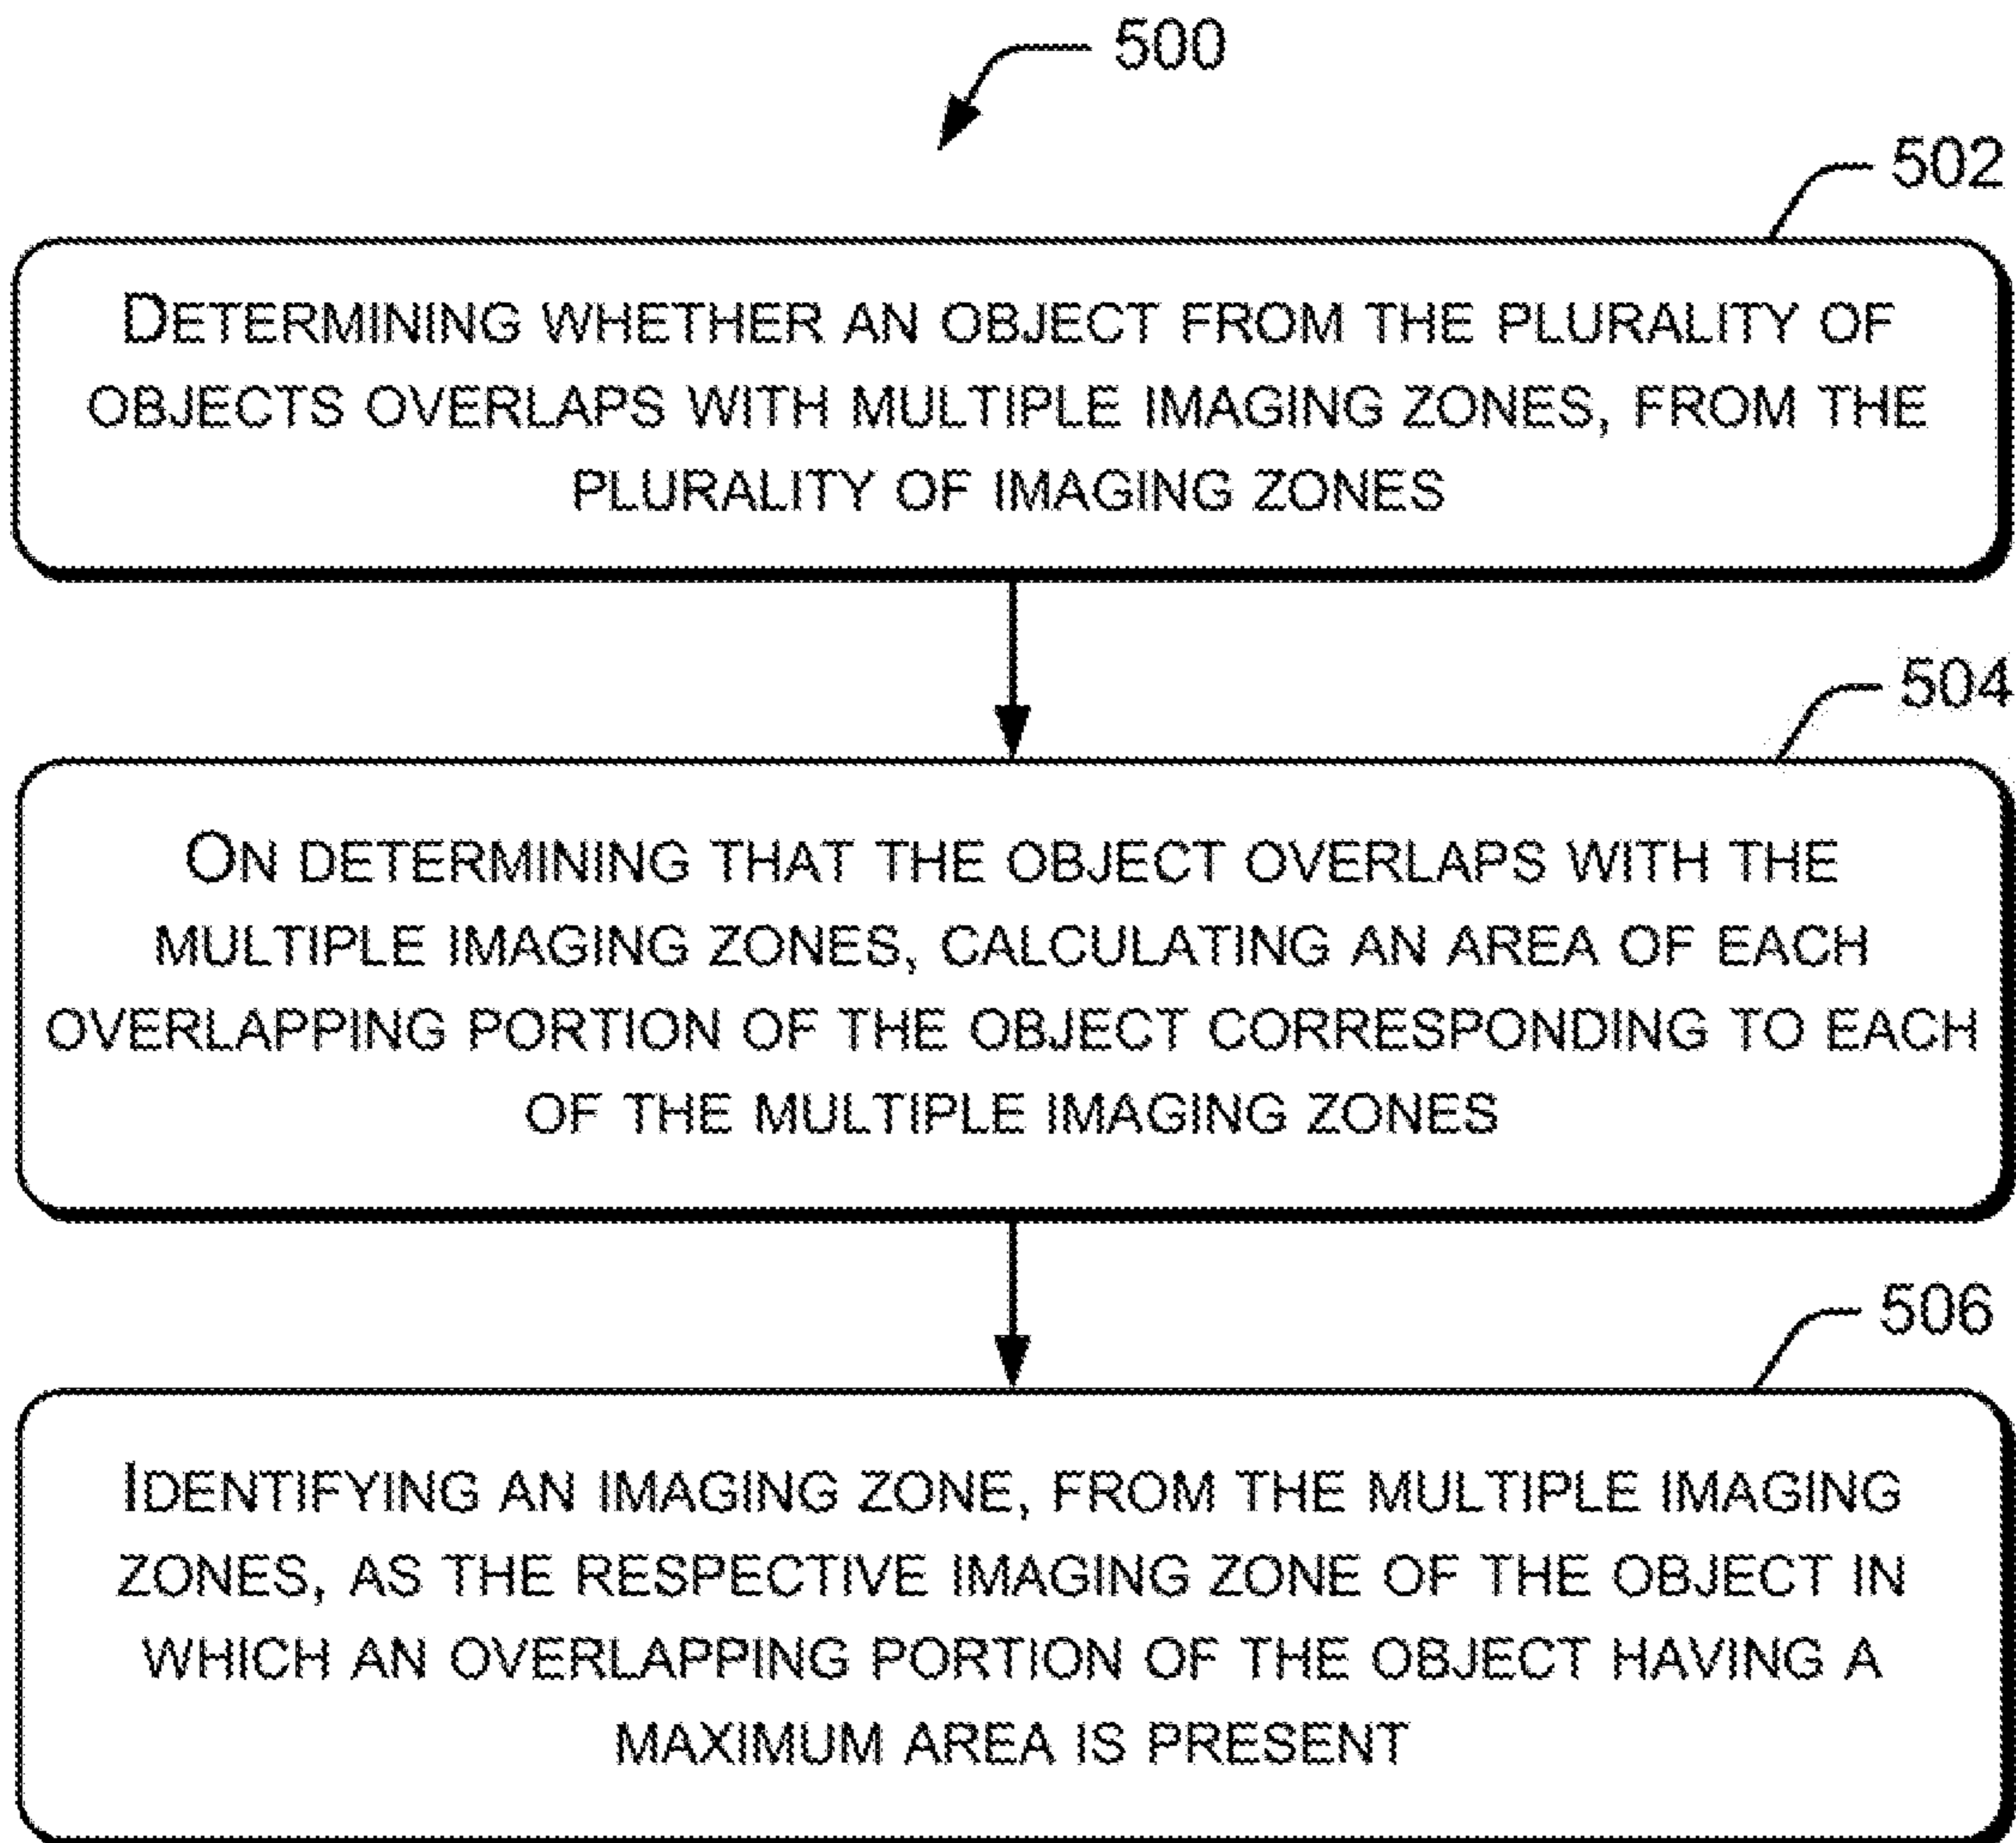 500
502
DETERMINING WHETHER AN OBJECT FROM THE PLURALITY OF
OBJECTS OVERLAPS WITH MULTIPLE IMAGING ZONES, FROM THE
PLURALITY OF IMAGING ZONES
504
ON DETERMINING THAT THE OBJECT OVERLAPS WITH THE
MULTIPLE IMAGING ZONES, CALCULATING AN AREA OF EACH
OVERLAPPING PORTION OF THE OBJECT CORRESPONDING TO EACH
OF THE MULTIPLE IMAGING ZONES
506
IDENTIFYING AN IMAGING ZONE, FROM THE MULTIPLE IMAGING
ZONES, AS THE RESPECTIVE IMAGING ZONE OF THE OBJECT IN
WHICH AN OVERLAPPING PORTION OF THE OBJECT HAVING A
MAXIMUM AREA IS PRESENT